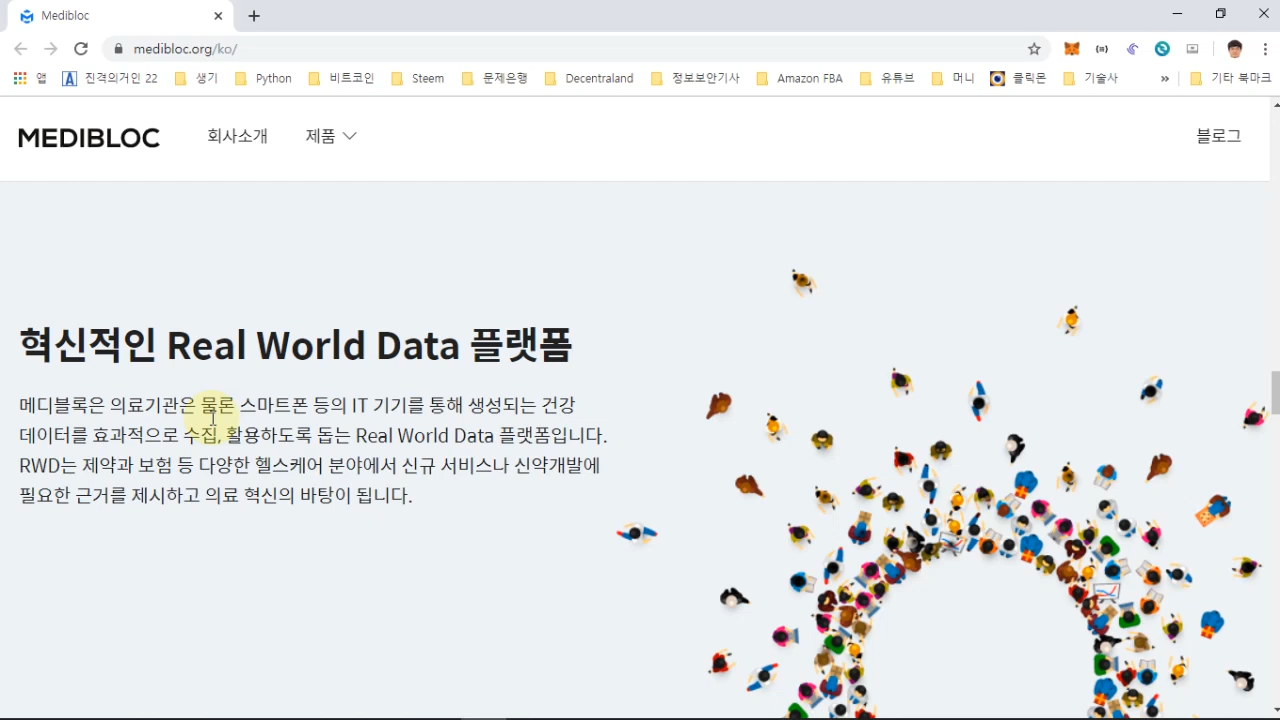 Medibloc
medibloc.org/ko/
앱
진격의거인 22
생기
Python
비트코인
Steem
문제은행
Decentraland
정보보안기사
Amazon FBA
유튜브
머니
클릭몬
기술사
»
기타 북마크
MEDIBLOC
회사소개
제품
블로그
혁신적인 Real World Data 플랫폼
메디블록은 의료기관은 물론 스마트폰 등의 IT 기기를 통해 생성되는 건강
데이터를 효과적으로 수집, 활용하도록 돕는 Real World Data 플랫폼입니다.
RWD는 제약과 보험 등 다양한 헬스케어 분야에서 신규 서비스나 신약개발에
필요한 근거를 제시하고 의료 혁신의 바탕이 됩니다.